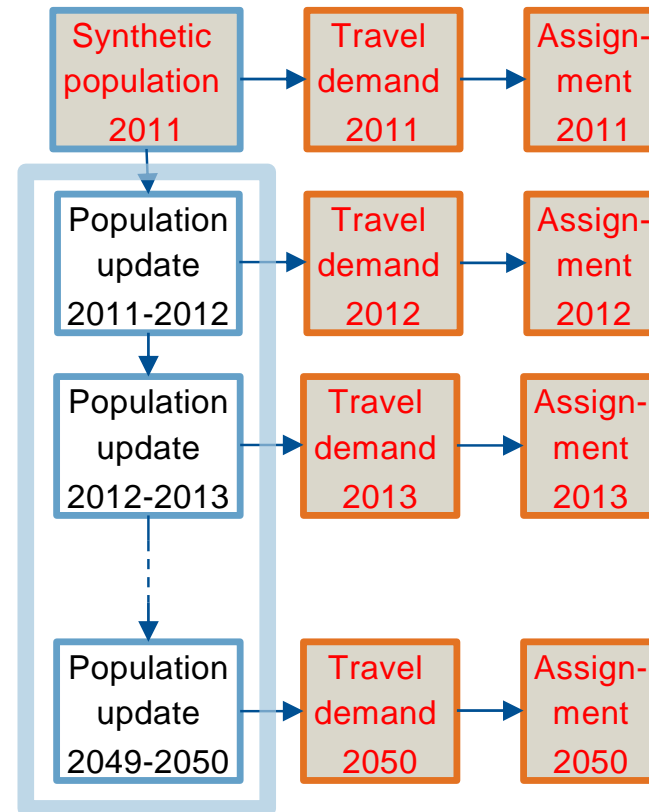 Synthetic
population
2011
Travel
demand
2011
Assign-
ment
2011
Population
update
2011-2012
Travel
demand
2012
Assign-
ment
2012
Population
update
2012-2013
Travel
demand
2013
Assign-
ment
2013
Population
update
2049-2050
Travel
demand
2050
Assign-
ment
2050